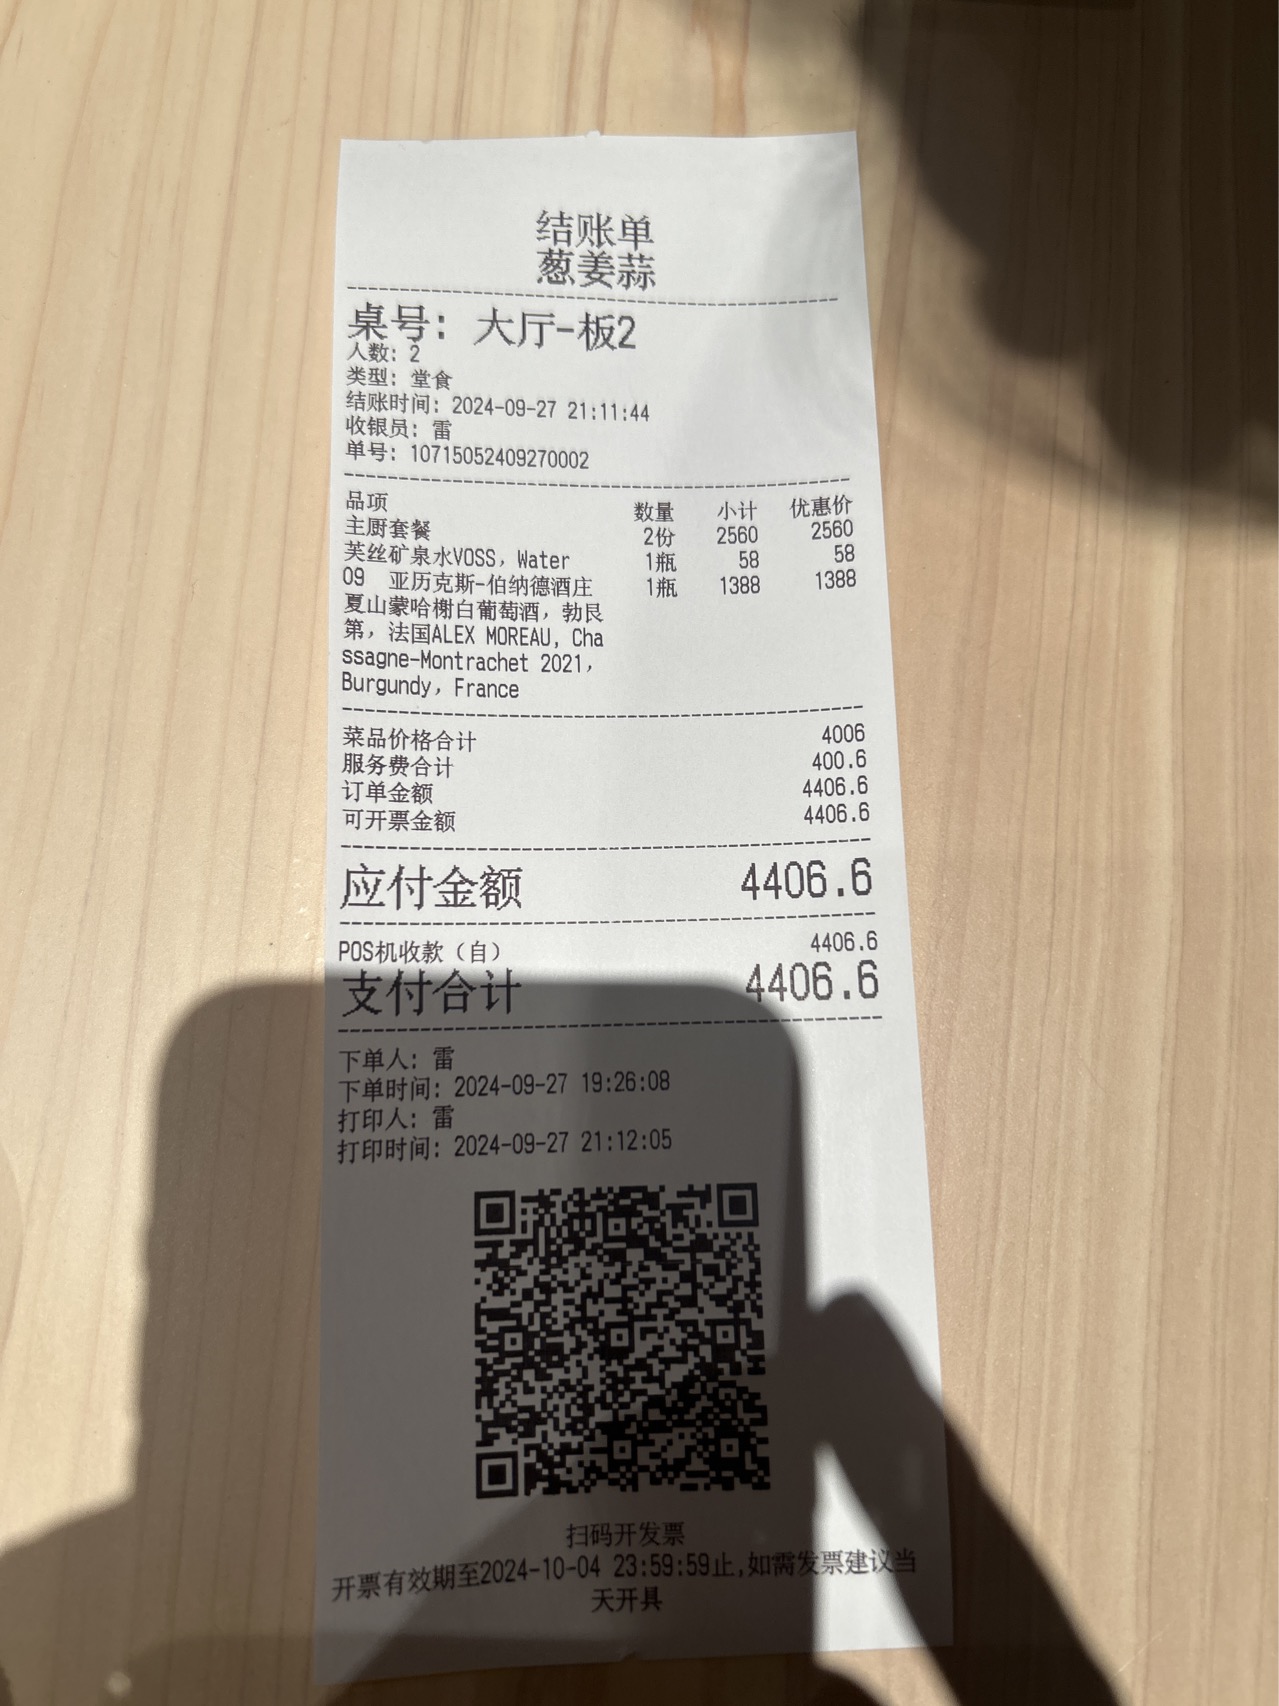 结账单
葱姜蒜
桌号: 大厅-板2
人数: 2
类型: 堂食
结账时间: 2024-09-27 21:11:44
收银员: 雷
单号: 10715052409270002
品项 数量 小计 优惠价
主厨套餐 2份 2560 2560
芙丝矿泉水VOSS, Water 1瓶 58 58
09 亚历克斯-伯纳德酒庄 1瓶 1388 1388
夏山蒙哈榭白葡萄酒, 勃艮
第, 法国ALEX MOREAU, Cha
ssagne-Montrachet 2021,
Burgundy, France
菜品价格合计 4006
服务费合计 400.6
订单金额 4406.6
可开票金额 4406.6
应付金额 4406.6
POS机收款(自) 4406.6
支付合计 4406.6
下单人: 雷
下单时间: 2024-09-27 19:26:08
打印人: 雷
打印时间: 2024-09-27 21:12:05
扫码开发票
开票有效期至2024-10-04 23:59:59止,如需发票建议当
天开具